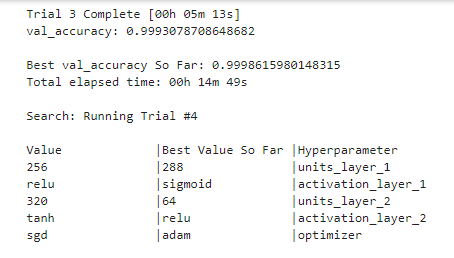 Trial 3 Complete [00h 05m 13s]
val_accuracy: 0.9993078708648682
Best val_accuracy So Far: 0.9998615980148315
Total elapsed time: 00h 14m 49s
Search: Running Trial #4
Value |Best Value So Far |Hyperparameter
256 |288 |units_layer_1
relu |sigmoid |activation_layer_1
320 |64 |units_layer_2
tanh |relu |activation_layer_2
sgd |adam |optimizer